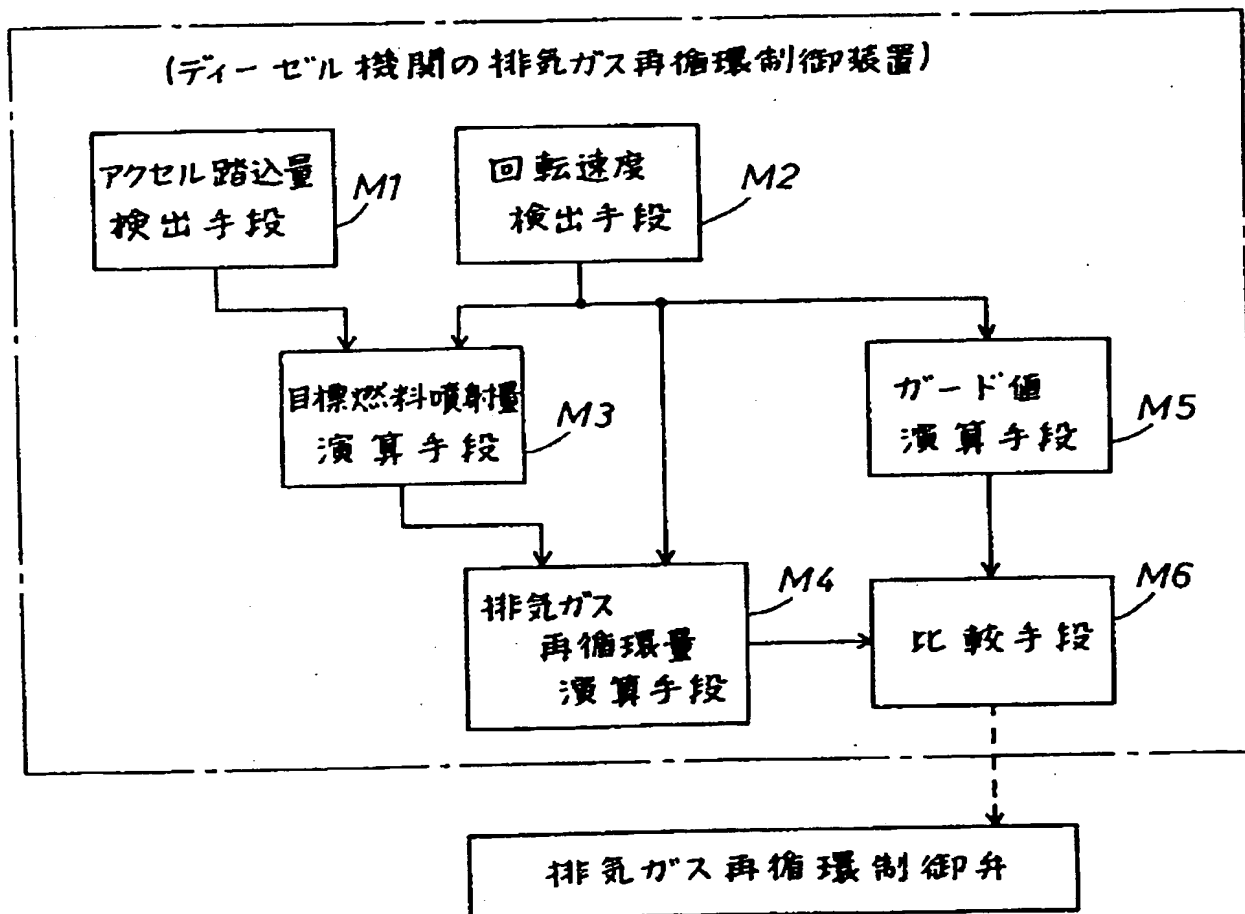 (ディーゼル機関の排気ガス再循環制御装置)
アクセル踏込量
検出手段
M1
回転速度
検出手段
M2
目標燃料噴射量
演算手段
M3
ガード値
演算手段
M5
排気ガス
再循環量
演算手段
M4
比較手段
M6
排気ガス再循環制御弁